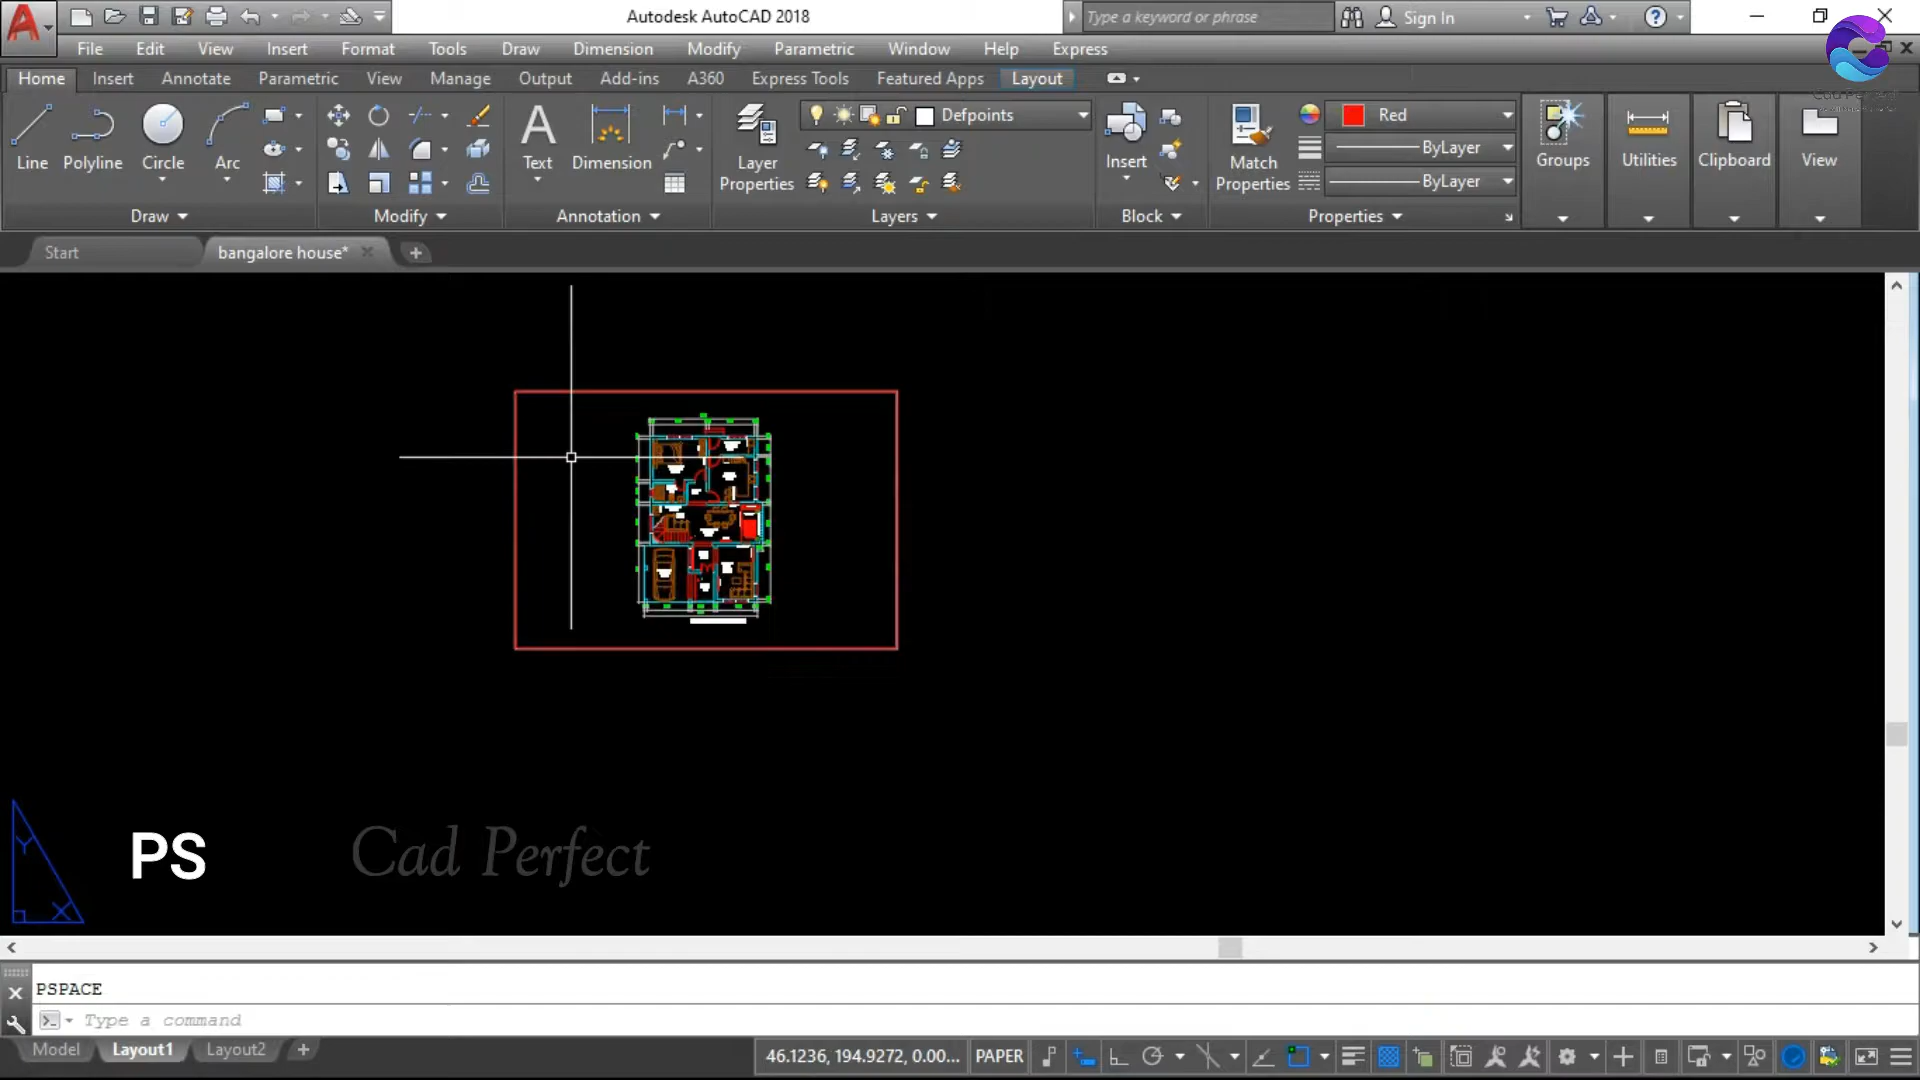 Autodesk AutoCAD 2018
Type a keyword or phrase
Sign In
File Edit View Insert Format Tools Draw Dimension Modify Parametric Window Help Express
Home Insert Annotate Parametric View Manage Output Add-ins A360 Express Tools Featured Apps Layout
Defpoints
Red
ByLayer
ByLayer
Line Polyline Circle Arc
Text Dimension
Layer Properties
Insert
Match Properties
Groups Utilities Clipboard View
Draw Modify Annotation Layers Block Properties
Start bangalore house*
Y
X
PS
Cad Perfect
PSPACE
Type a command
Model Layout1 Layout2 +
46.1236, 194.9272, 0.00... PAPER